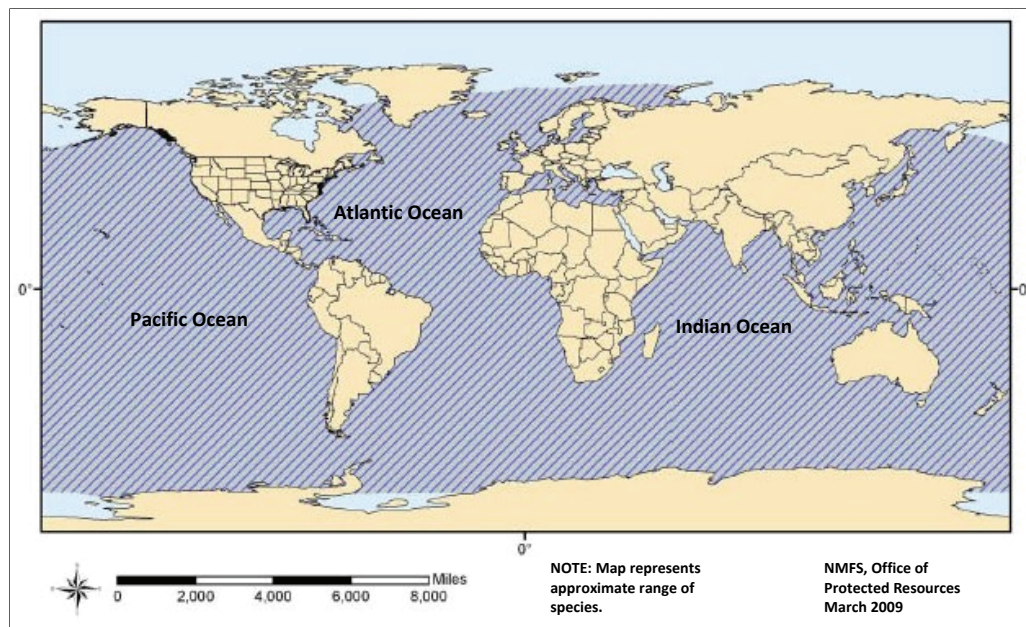 Atlantic Ocean
0°
0°
Pacific Ocean
Indian Ocean
0°
Miles
0 2,000 4,000 6,000 8,000
NOTE: Map represents
approximate range of
species.
NMFS, Office of
Protected Resources
March 2009